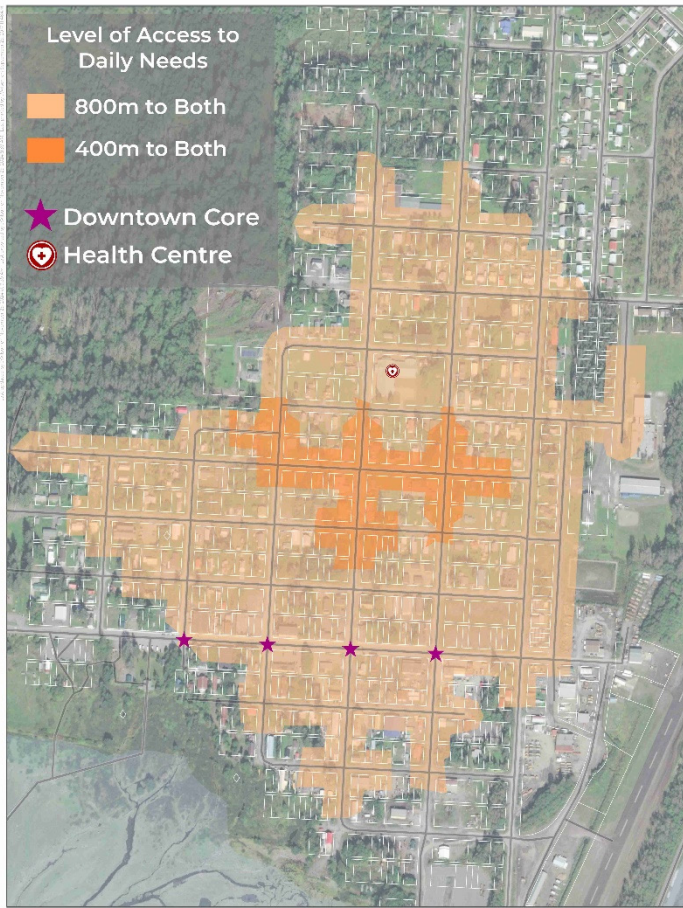 Level of Access to
Daily Needs
800m to Both
400m to Both
Downtown Core
Health Centre